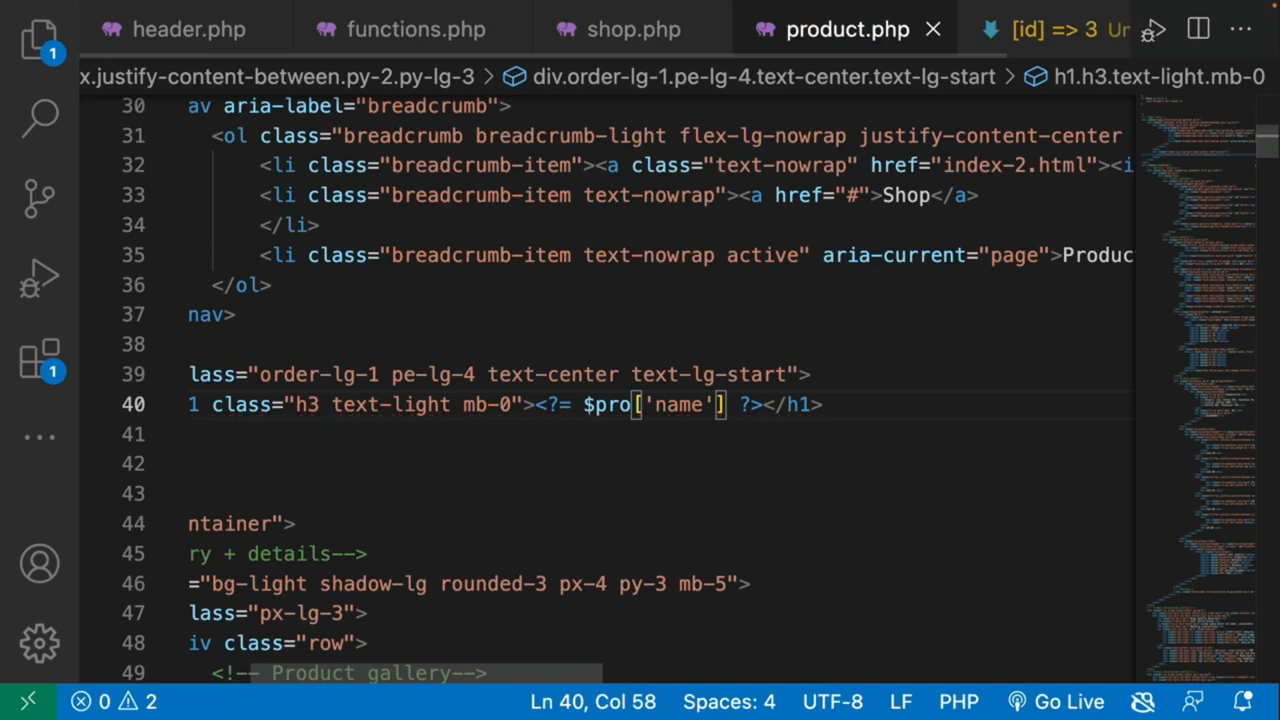 header.php functions.php shop.php product.php [id] => 3 Ur
1 x.justify-content-between.py-2.py-lg-3 > div.order-lg-1.pe-lg-4.text-center.text-lg-start > h1.h3.text-light.mb-0
30 av aria-label="breadcrumb">
31 <ol class="breadcrumb breadcrumb-light flex-lg-nowrap justify-content-center
32 <li class="breadcrumb-item"><a class="text-nowrap" href="index-2.html"><i
33 <li class="breadcrumb-item text-nowrap"><a href="#">Shop</a>
34 </li>
35 <li class="breadcrumb-item text-nowrap active" aria-current="page">Produc
36 </ol>
37 nav>
38
39 lass="order-lg-1 pe-lg-4 text-center text-lg-start">
40 1 class="h3 text-light mb-0"><?= $pro['name'] ?></h1>
1
41
42
43
44 ntainer">
45 ry + details-->
46 ="bg-light shadow-lg rounded-3 px-4 py-3 mb-5">
47 lass="px-lg-3">
48 iv class="row">
49 <!-- Product gallery-->
0 2 Ln 40, Col 58 Spaces: 4 UTF-8 LF PHP Go Live